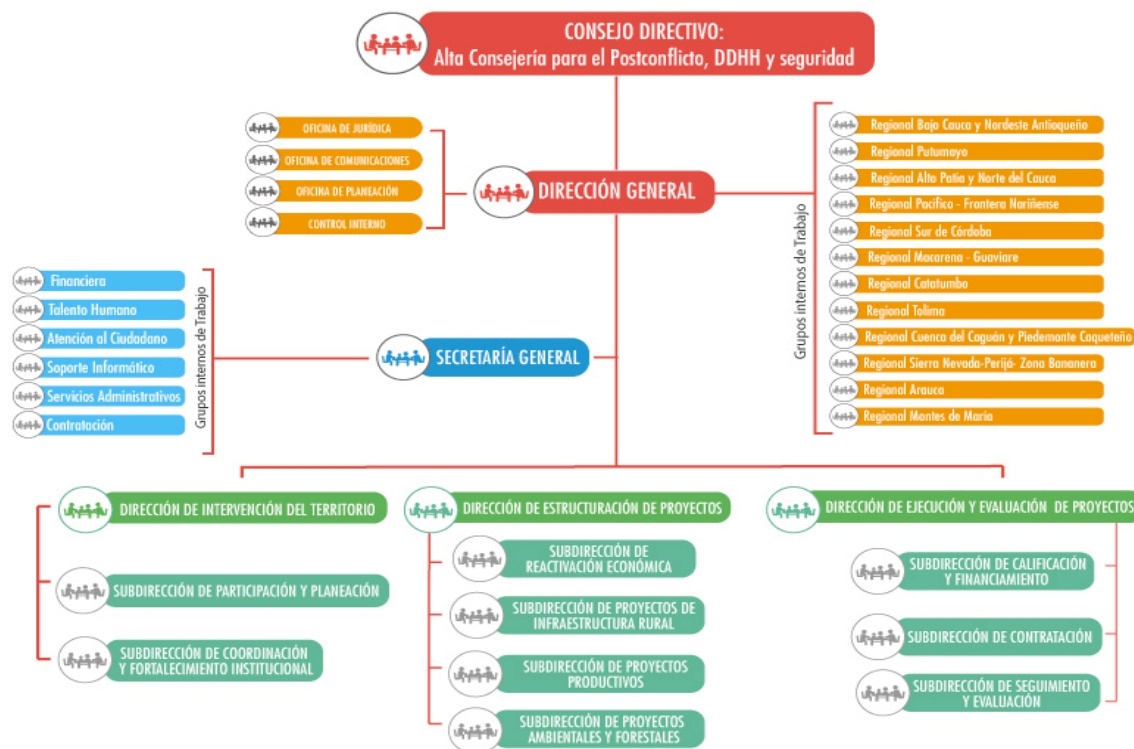 CONSEJO DIRECTIVO:
Alta Consejería para el Postconflicto, DDHH y seguridad
OFICINA DE JURÍDICA
OFICINA DE COMUNICACIONES
OFICINA DE PLANEACIÓN
CONTROL INTERNO
DIRECCIÓN GENERAL
Grupos internos de Trabajo
Regional Bajo Cauca y Nordeste Antioqueño
Regional Putumayo
Regional Alto Patía y Norte del Cauca
Regional Pacífico - Frontera Nariñense
Regional Sur de Córdoba
Regional Macarena - Guaviare
Regional Catatumbo
Regional Tolima
Regional Cuenca del Caguán y Piedemonte Caqueteño
Regional Sierra Nevada-Perijá- Zona Bananera
Regional Arauca
Regional Montes de María
Financiera
Talento Humano
Atención al Ciudadano
Soporte Informático
Servicios Administrativos
Contratación
Grupos internos de Trabajo
SECRETARÍA GENERAL
DIRECCIÓN DE INTERVENCIÓN DEL TERRITORIO
SUBDIRECCIÓN DE PARTICIPACIÓN Y PLANEACIÓN
SUBDIRECCIÓN DE COORDINACIÓN
Y FORTALECIMIENTO INSTITUCIONAL
DIRECCIÓN DE ESTRUCTURACIÓN DE PROYECTOS
SUBDIRECCIÓN DE
REACTIVACIÓN ECONÓMICA
SUBDIRECCIÓN DE PROYECTOS DE
INFRAESTRUCTURA RURAL
SUBDIRECCIÓN DE PROYECTOS
PRODUCTIVOS
SUBDIRECCIÓN DE PROYECTOS
AMBIENTALES Y FORESTALES
DIRECCIÓN DE EJECUCIÓN Y EVALUACIÓN DE PROYECTOS
SUBDIRECCIÓN DE CALIFICACIÓN
Y FINANCIAMIENTO
SUBDIRECCIÓN DE CONTRATACIÓN
SUBDIRECCIÓN DE SEGUIMIENTO
Y EVALUACIÓN